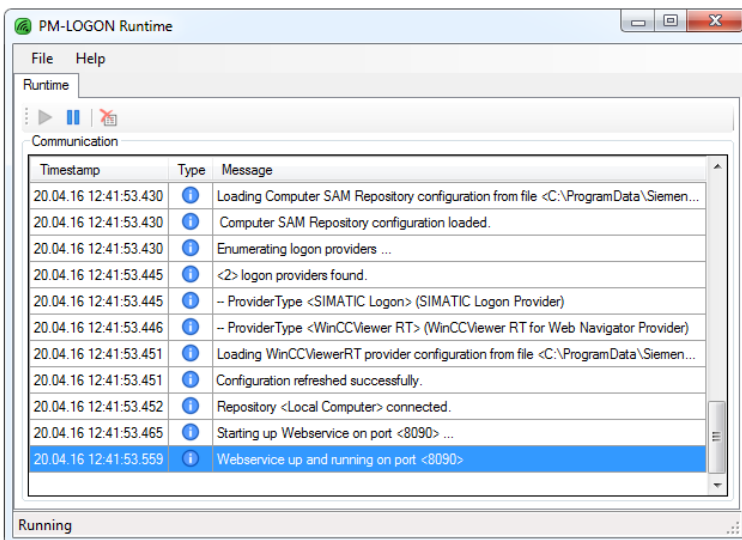 PM-LOGON Runtime
File Help
Runtime
Communication
Timestamp Type Message
20.04.16 12:41:53.430 Loading Computer SAM Repository configuration from file <C:\ProgramData\Siemen...
20.04.16 12:41:53.430 Computer SAM Repository configuration loaded.
20.04.16 12:41:53.430 Enumerating logon providers ...
20.04.16 12:41:53.445 <2> logon providers found.
20.04.16 12:41:53.445 -- ProviderType <SIMATIC Logon> (SIMATIC Logon Provider)
20.04.16 12:41:53.446 -- ProviderType <WinCCViewer RT> (WinCCViewer RT for Web Navigator Provider)
20.04.16 12:41:53.451 Loading WinCCViewerRT provider configuration from file <C:\ProgramData\Siemen...
20.04.16 12:41:53.451 Configuration refreshed successfully.
20.04.16 12:41:53.452 Repository <Local Computer> connected.
20.04.16 12:41:53.465 Starting up Webservice on port <8090> ...
20.04.16 12:41:53.559 Webservice up and running on port <8090>
Running